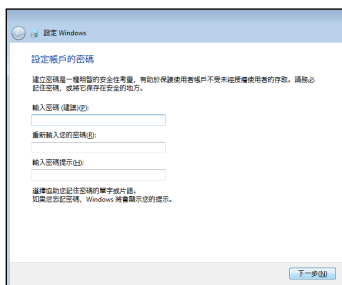 設定 Windows
設定帳戶的密碼
建立密碼是一種明智的安全性考量，有助於保護使用者帳戶不受未經授權使用者的存取。請務必
記住密碼，或將它保存在安全的地方。
輸入密碼 (建議)(P):
重新輸入您的密碼(R):
輸入密碼提示(H):
選擇協助您記住密碼的單字或片語。
如果您忘記密碼，Windows 將會顯示您的提示。
下一步(N)